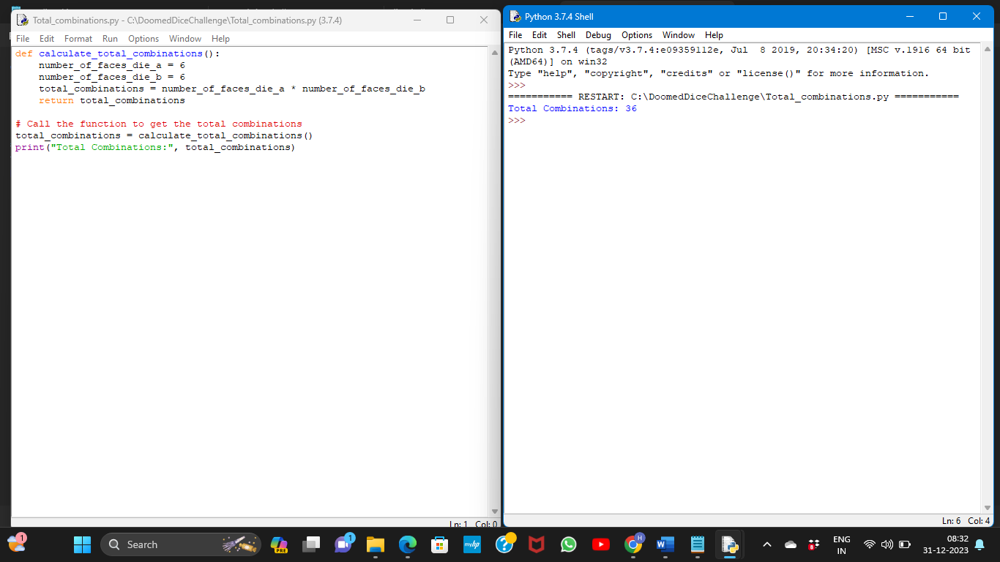 Total_combinations.py - C:\DoomedDiceChallenge\Total_combinations.py (3.7.4)
File Edit Format Run Options Window Help
def calculate_total_combinations():
    number_of_faces_die_a = 6
    number_of_faces_die_b = 6
    total_combinations = number_of_faces_die_a * number_of_faces_die_b
    return total_combinations
# Call the function to get the total combinations
total_combinations = calculate_total_combinations()
print("Total Combinations:", total_combinations)
Ln: 1 Col: 0
Python 3.7.4 Shell
File Edit Shell Debug Options Window Help
Python 3.7.4 (tags/v3.7.4:e09359112e, Jul  8 2019, 20:34:20) [MSC v.1916 64 bit
(AMD64)] on win32
Type "help", "copyright", "credits" or "license()" for more information.
>>>
=========== RESTART: C:\DoomedDiceChallenge\Total_combinations.py ===========
Total Combinations: 36
>>>
Ln: 6 Col: 4
1
Search
PRE
1
myhp
H
W
8
ENG
IN
08:32
31-12-2023